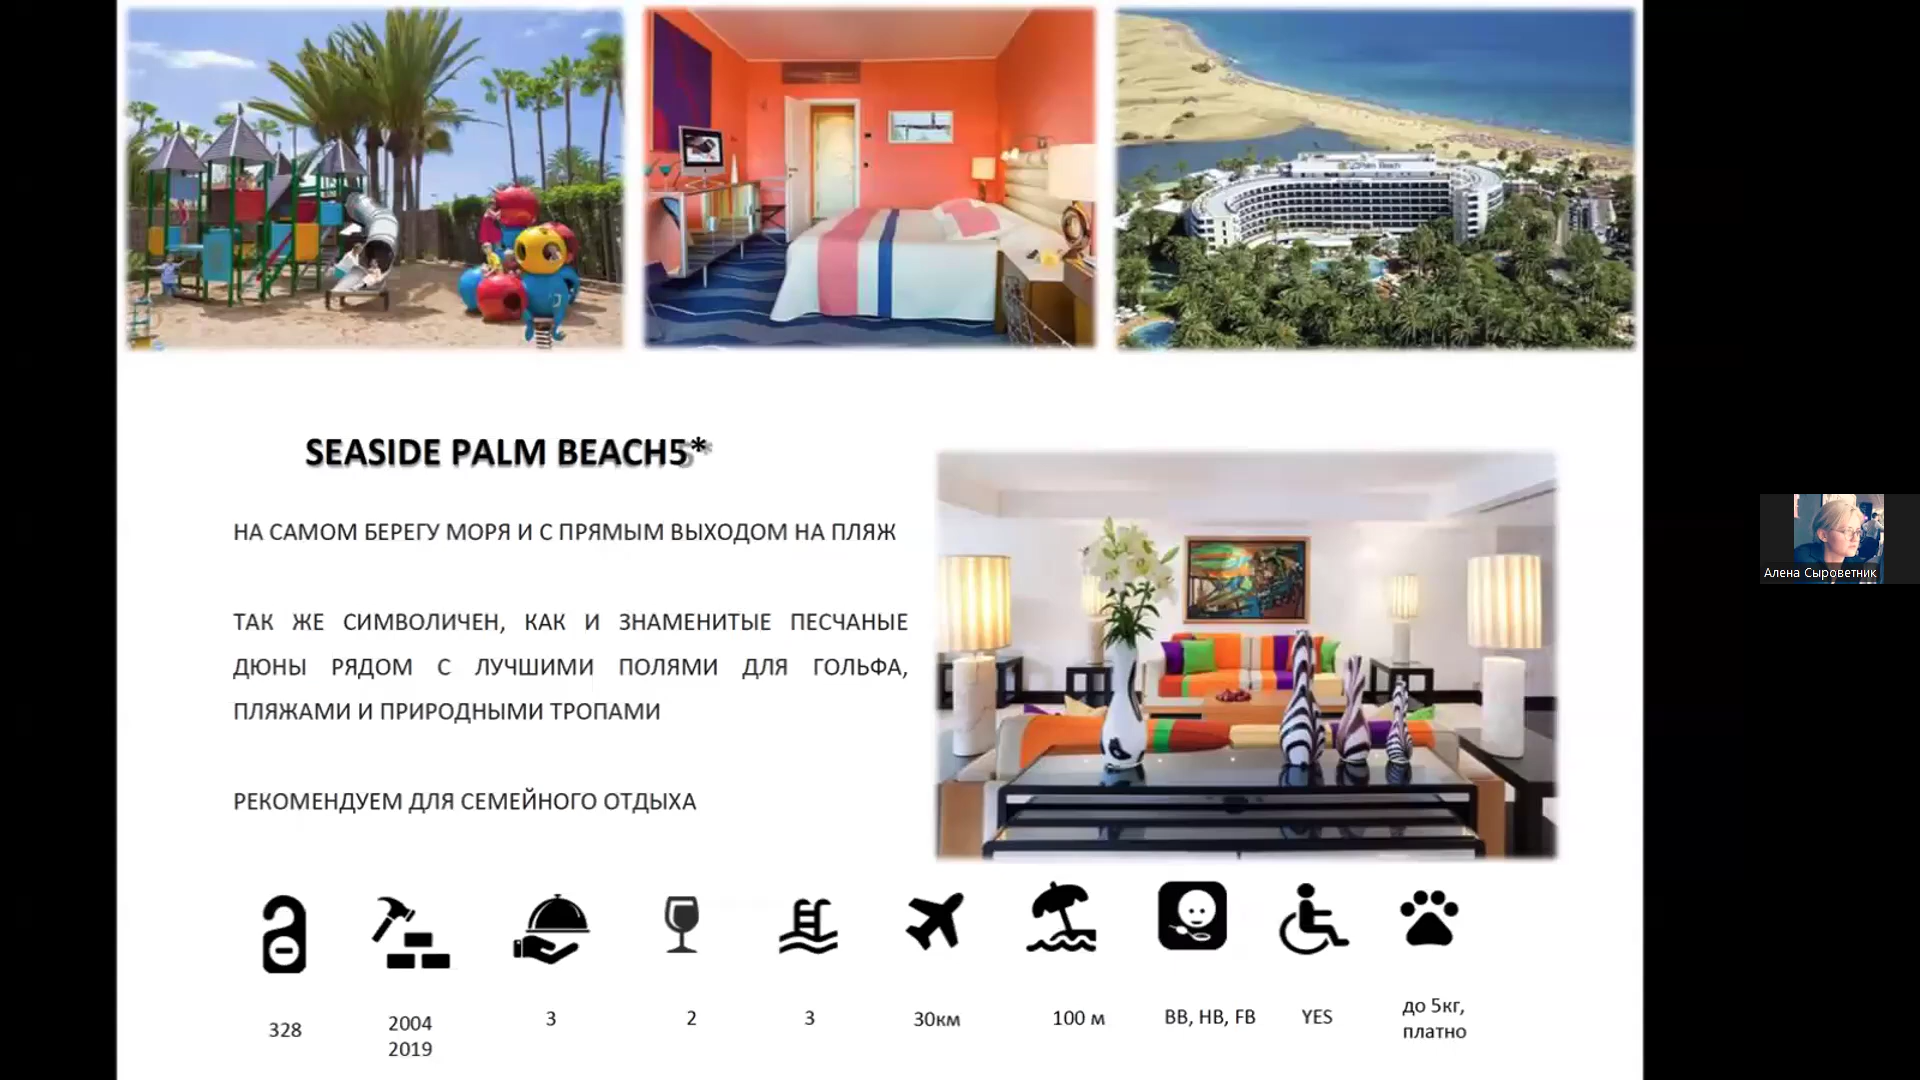 Palm Beach
SEASIDE PALM BEACH5*
НА САМОМ БЕРЕГУ МОРЯ И С ПРЯМЫМ ВЫХОДОМ НА ПЛЯЖ
ТАК ЖЕ СИМВОЛИЧЕН, КАК И ЗНАМЕНИТЫЕ ПЕСЧАНЫЕ
ДЮНЫ РЯДОМ С ЛУЧШИМИ ПОЛЯМИ ДЛЯ ГОЛЬФА,
ПЛЯЖАМИ И ПРИРОДНЫМИ ТРОПАМИ
РЕКОМЕНДУЕМ ДЛЯ СЕМЕЙНОГО ОТДЫХА
Алена Сыроветник
328
2004
2019
3
2
3
30км
100 м
BB, HB, FB
YES
до 5кг,
платно